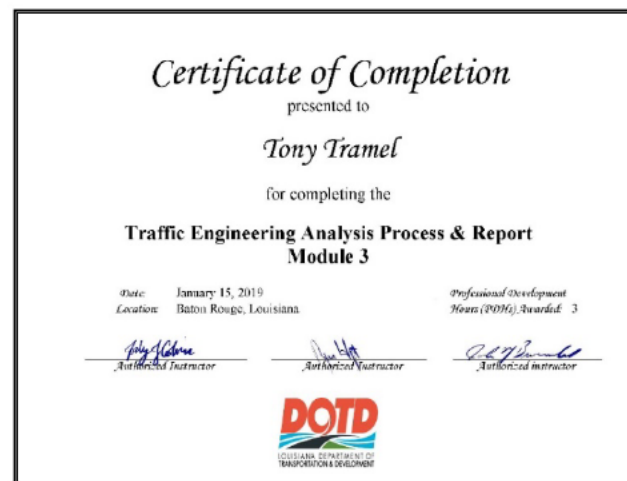 Certificate of Completion
presented to
Tony Tramel
for completing the
Traffic Engineering Analysis Process & Report
Module 3
Date: January 15, 2019
Location: Baton Rouge, Louisiana
Professional Development
Hours (PDHs) Awarded: 3
Authorized Instructor
Authorized Instructor
Authorized instructor
DOTD
LOUISIANA DEPARTMENT OF
TRANSPORTATION & DEVELOPMENT